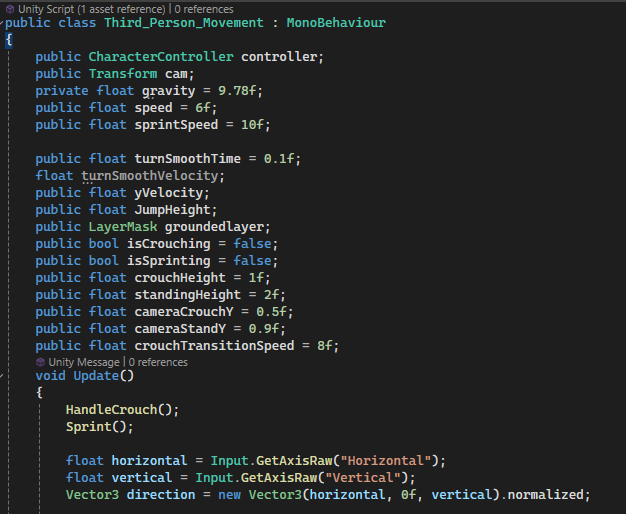 Unity Script (1 asset reference) | 0 references
public class Third_Person_Movement : MonoBehaviour
{
public CharacterController controller;
public Transform cam;
private float gravity = 9.78f;
public float speed = 6f;
public float sprintSpeed = 10f;
public float turnSmoothTime = 0.1f;
float turnSmoothVelocity;
public float yVelocity;
public float JumpHeight;
public LayerMask groundedlayer;
public bool isCrouching = false;
public bool isSprinting = false;
public float crouchHeight = 1f;
public float standingHeight = 2f;
public float cameraCrouchY = 0.5f;
public float cameraStandY = 0.9f;
public float crouchTransitionSpeed = 8f;
Unity Message | 0 references
void Update()
{
HandleCrouch();
Sprint();
float horizontal = Input.GetAxisRaw("Horizontal");
float vertical = Input.GetAxisRaw("Vertical");
Vector3 direction = new Vector3(horizontal, 0f, vertical).normalized;